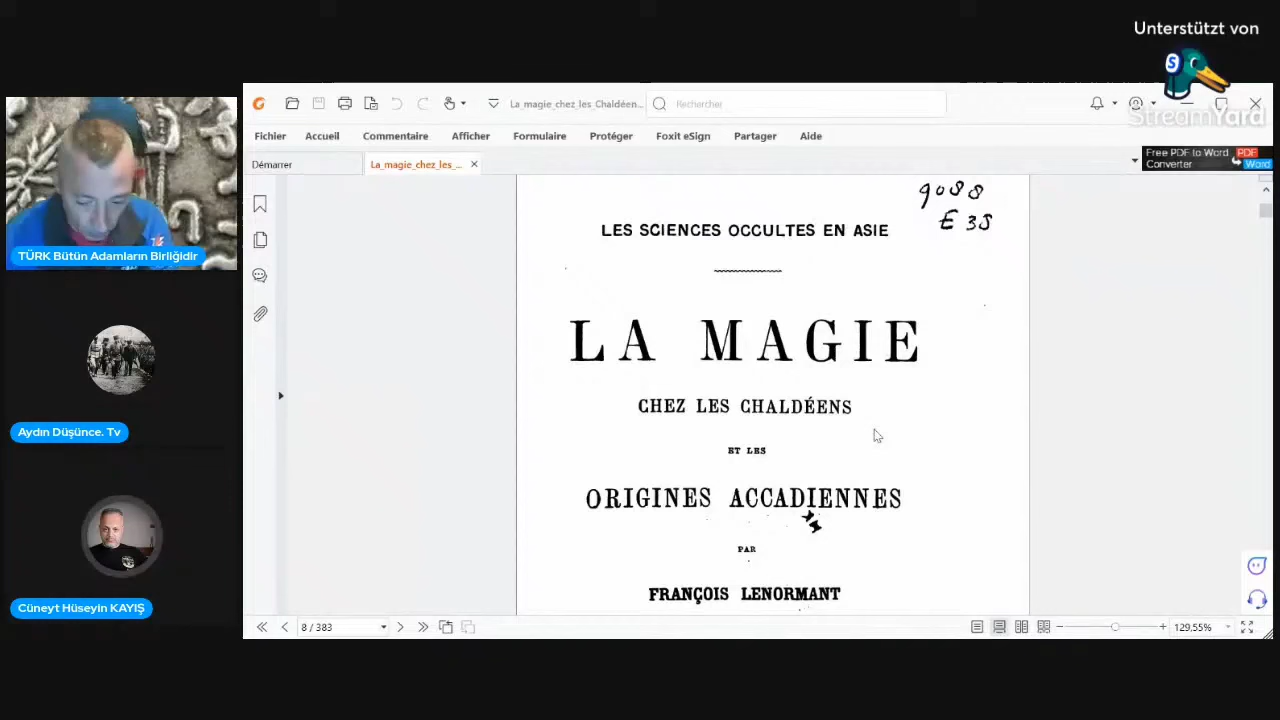 Unterstützt von
StreamYard
La_magie_chez_les_Chaldéen...
Rechercher
Fichier
Accueil
Commentaire
Afficher
Formulaire
Protéger
Foxit eSign
Partager
Aide
Démarrer
La_magie_chez_les_...
Free PDF to Word PDF
Converter Word
TÜRK Bütün Adamların Birliğidir
Aydın Düşünce. Tv
Cüneyt Hüseyin KAYIŞ
9088
E 3S
LES SCIENCES OCCULTES EN ASIE
LA MAGIE
CHEZ LES CHALDÉENS
ET LES
ORIGINES ACCADIENNES
PAR
FRANÇOIS LENORMANT
8 / 383
129,55%